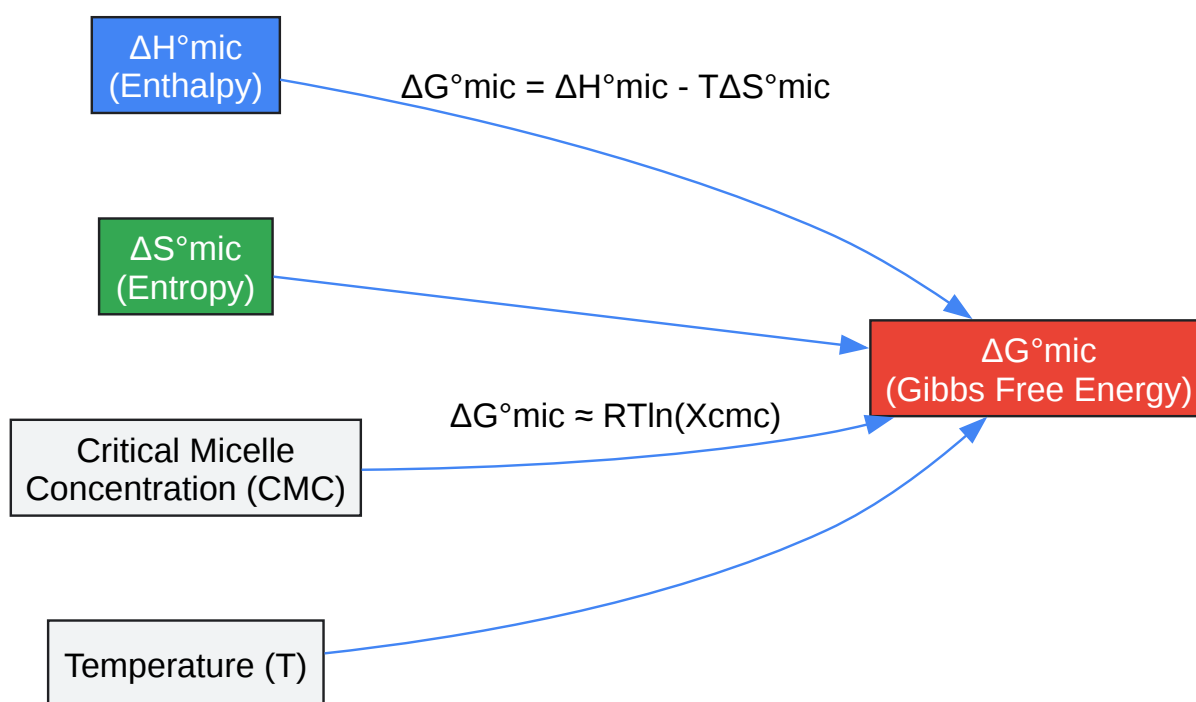 ΔH°mic
(Enthalpy)
ΔG°mic = ΔH°mic - TΔS°mic
ΔS°mic
(Entropy)
ΔG°mic
(Gibbs Free Energy)
ΔG°mic ≈ RTln(Xcmc)
Critical Micelle
Concentration (CMC)
Temperature (T)